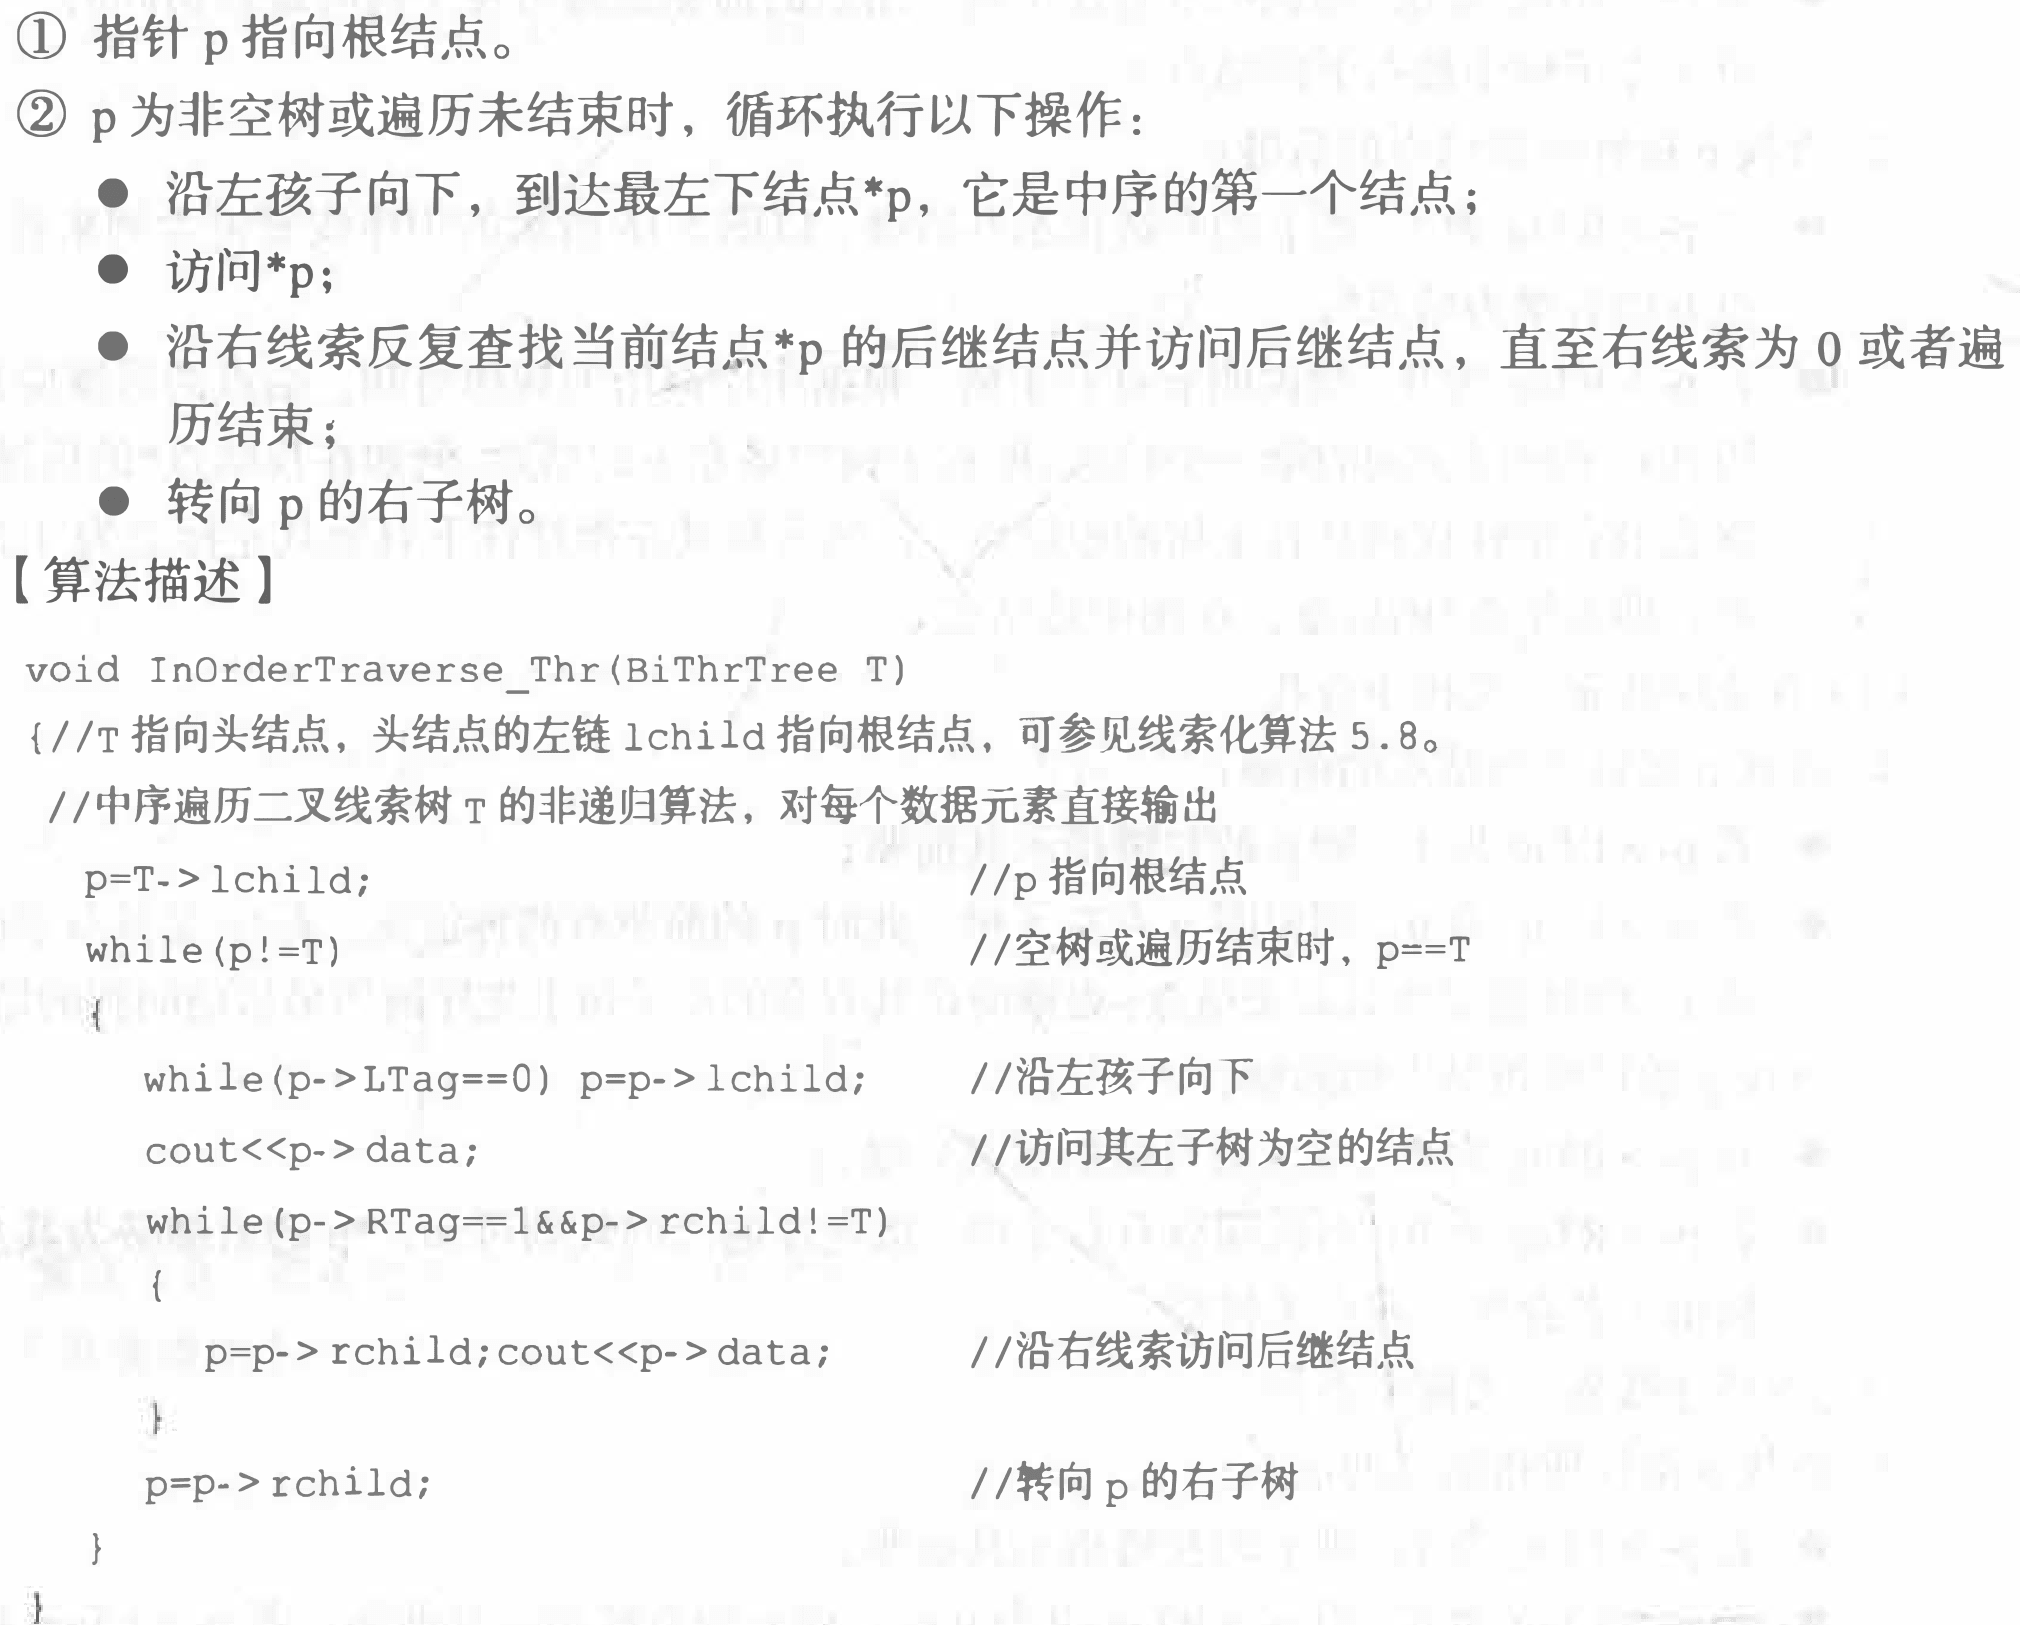 ① 指针 p 指向根结点。
② p 为非空树或遍历未结束时，循环执行以下操作：
● 沿左孩子向下，到达最左下结点*p，它是中序的第一个结点；
● 访问*p；
● 沿右线索反复查找当前结点*p 的后继结点并访问后继结点，直至右线索为 0 或者遍
历结束；
● 转向 p 的右子树。
【算法描述】
void InOrderTraverse_Thr(BiThrTree T)
{//T 指向头结点，头结点的左链 lchild 指向根结点，可参见线索化算法 5.8。
//中序遍历二叉线索树 T 的非递归算法，对每个数据元素直接输出
p=T->lchild; //p 指向根结点
while(p!=T) //空树或遍历结束时，p==T
{
while(p->LTag==0) p=p->lchild; //沿左孩子向下
cout<<p->data; //访问其左子树为空的结点
while(p->RTag==1&&p->rchild!=T)
{
p=p->rchild;cout<<p->data; //沿右线索访问后继结点
}
p=p->rchild; //转向 p 的右子树
}
}